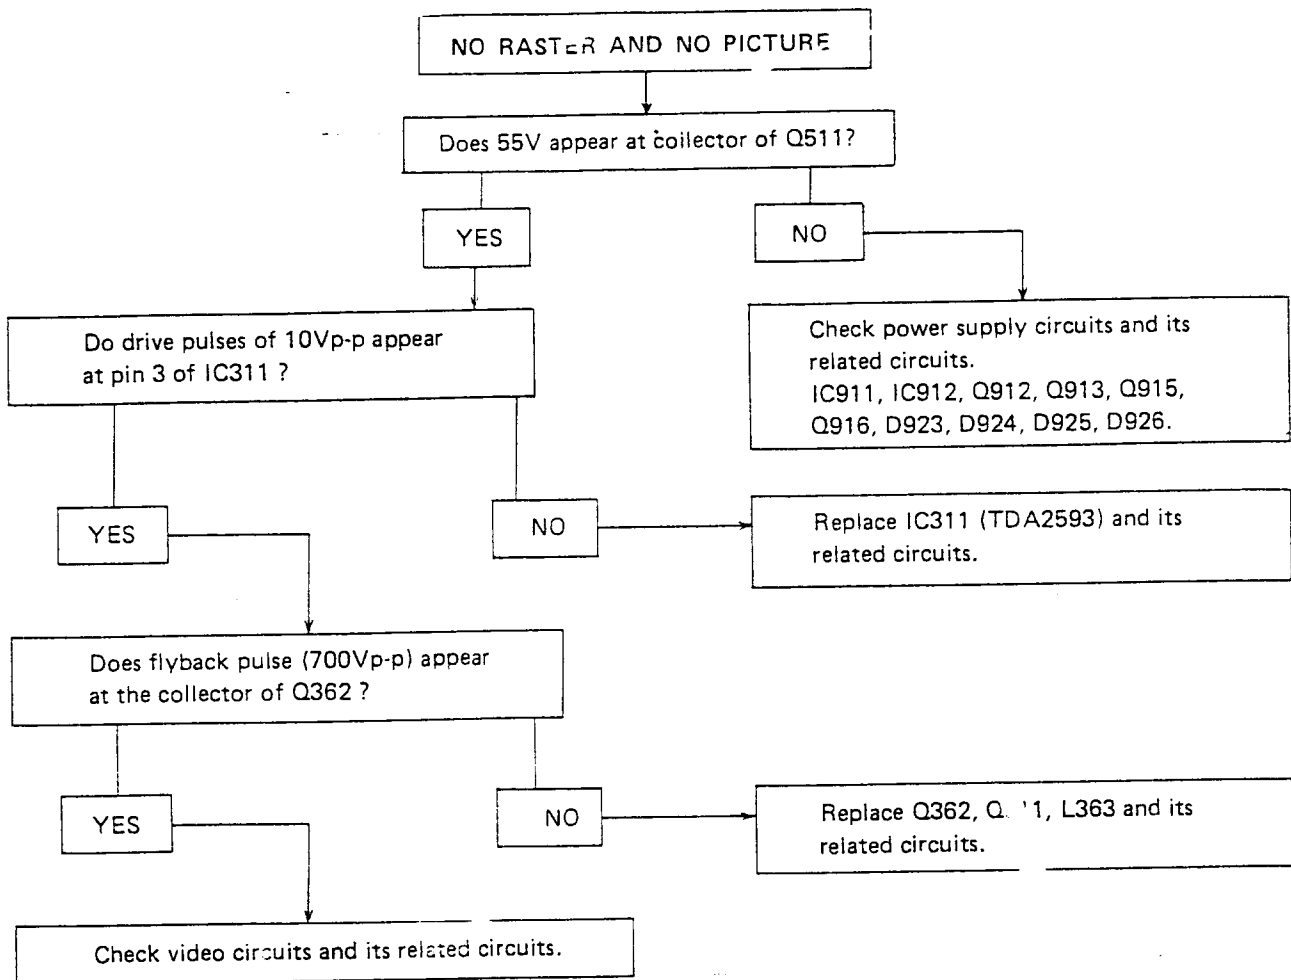 NO RASTER AND NO PICTURE
Does 55V appear at collector of Q511?
YES
NO
Do drive pulses of 10Vp-p appear
at pin 3 of IC311 ?
Check power supply circuits and its
related circuits.
IC911, IC912, Q912, Q913, Q915,
Q916, D923, D924, D925, D926.
YES
NO
Replace IC311 (TDA2593) and its
related circuits.
Does flyback pulse (700Vp-p) appear
at the collector of Q362 ?
YES
NO
Replace Q362, L363 and its
related circuits.
Check video circuits and its related circuits.